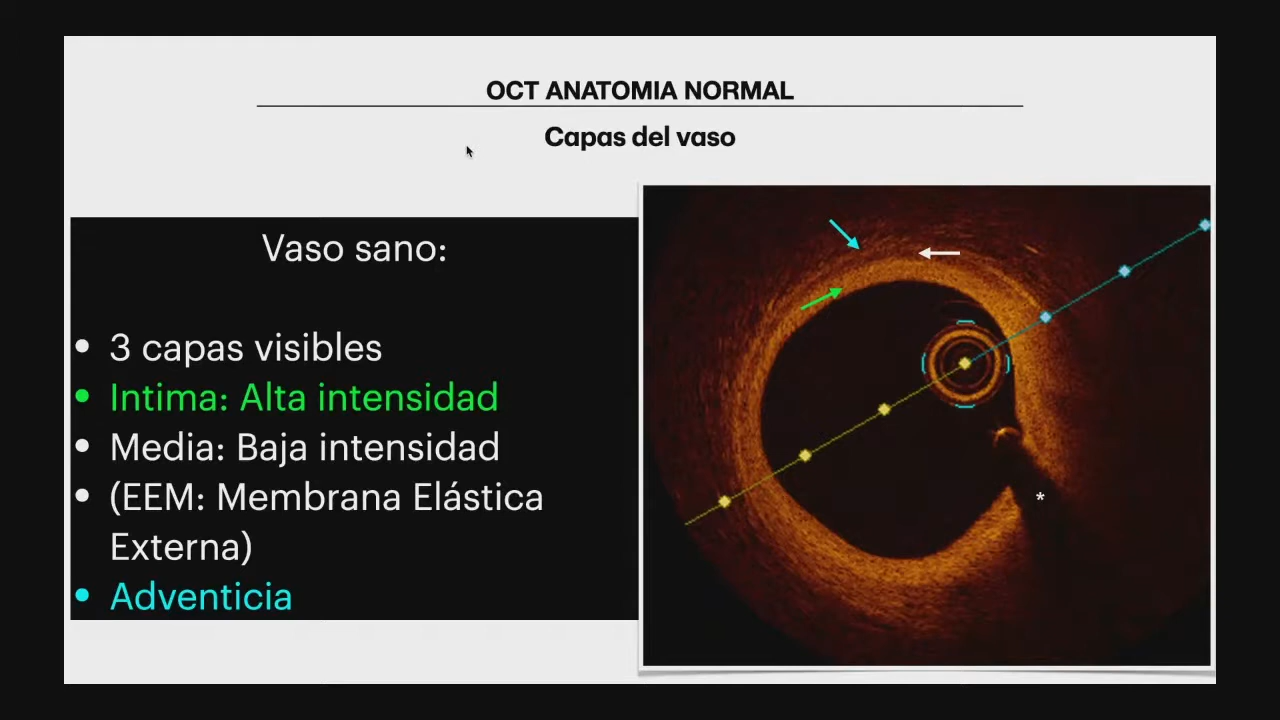 OCT ANATOMIA NORMAL
Capas del vaso
Vaso sano:
• 3 capas visibles
• Intima: Alta intensidad
• Media: Baja intensidad
• (EEM: Membrana Elástica
Externa)
• Adventicia
*